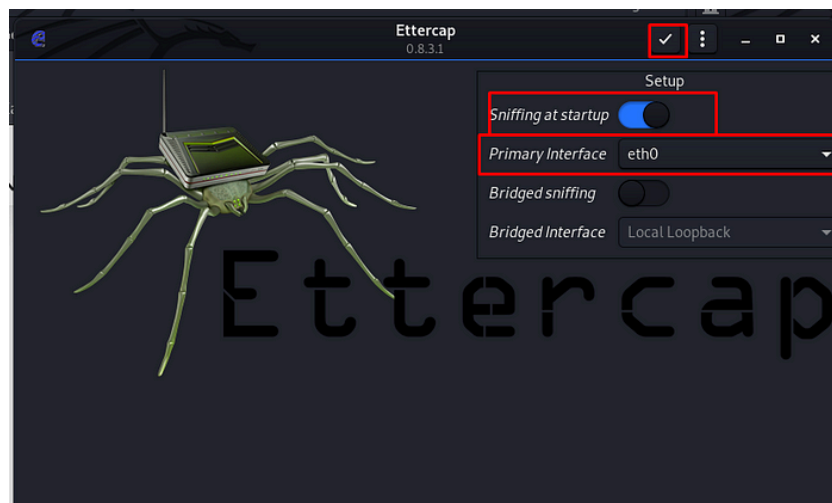 Ettercap
0.8.3.1
Setup
Sniffing at startup
Primary Interface eth0
Bridged sniffing
Bridged Interface Local Loopback
Ettercap